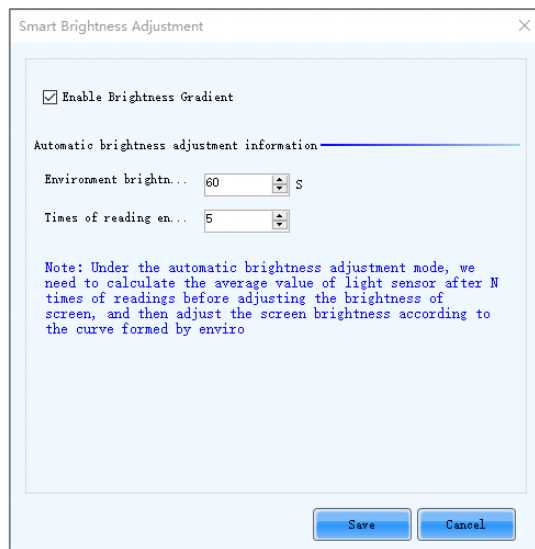 Smart Brightness Adjustment
Enable Brightness Gradient
Automatic brightness adjustment information
Environment brightn... 60 S
Times of reading en... 5
Note: Under the automatic brightness adjustment mode, we
need to calculate the average value of light sensor after N
times of readings before adjusting the brightness of
screen, and then adjust the screen brightness according to
the curve formed by enviro
Save Cancel